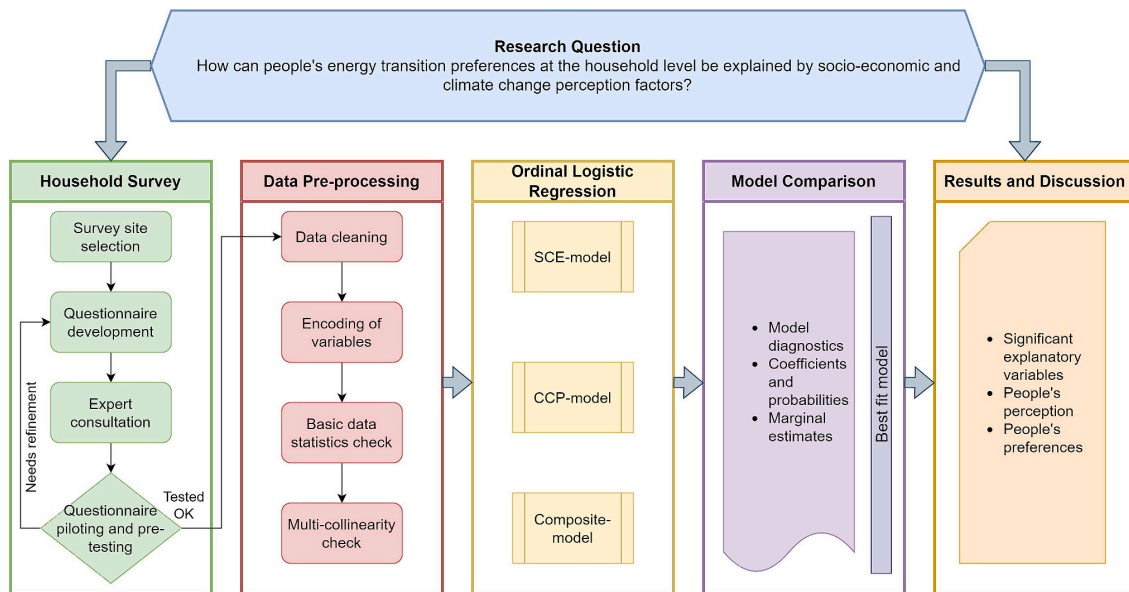 Research Question
How can people's energy transition preferences at the household level be explained by socio-economic and
climate change perception factors?
Household Survey
Survey site
selection
Questionnaire
development
Expert
consultation
Questionnaire
piloting and pre-
testing
Needs refinement
Tested
OK
Data Pre-processing
Data cleaning
Encoding of
variables
Basic data
statistics check
Multi-collinearity
check
Ordinal Logistic
Regression
SCE-model
CCP-model
Composite-
model
Model Comparison
• Model
diagnostics
• Coefficients and
probabilities
• Marginal
estimates
Best fit model
Results and Discussion
• Significant
explanatory
variables
• People's
perception
• People's
preferences